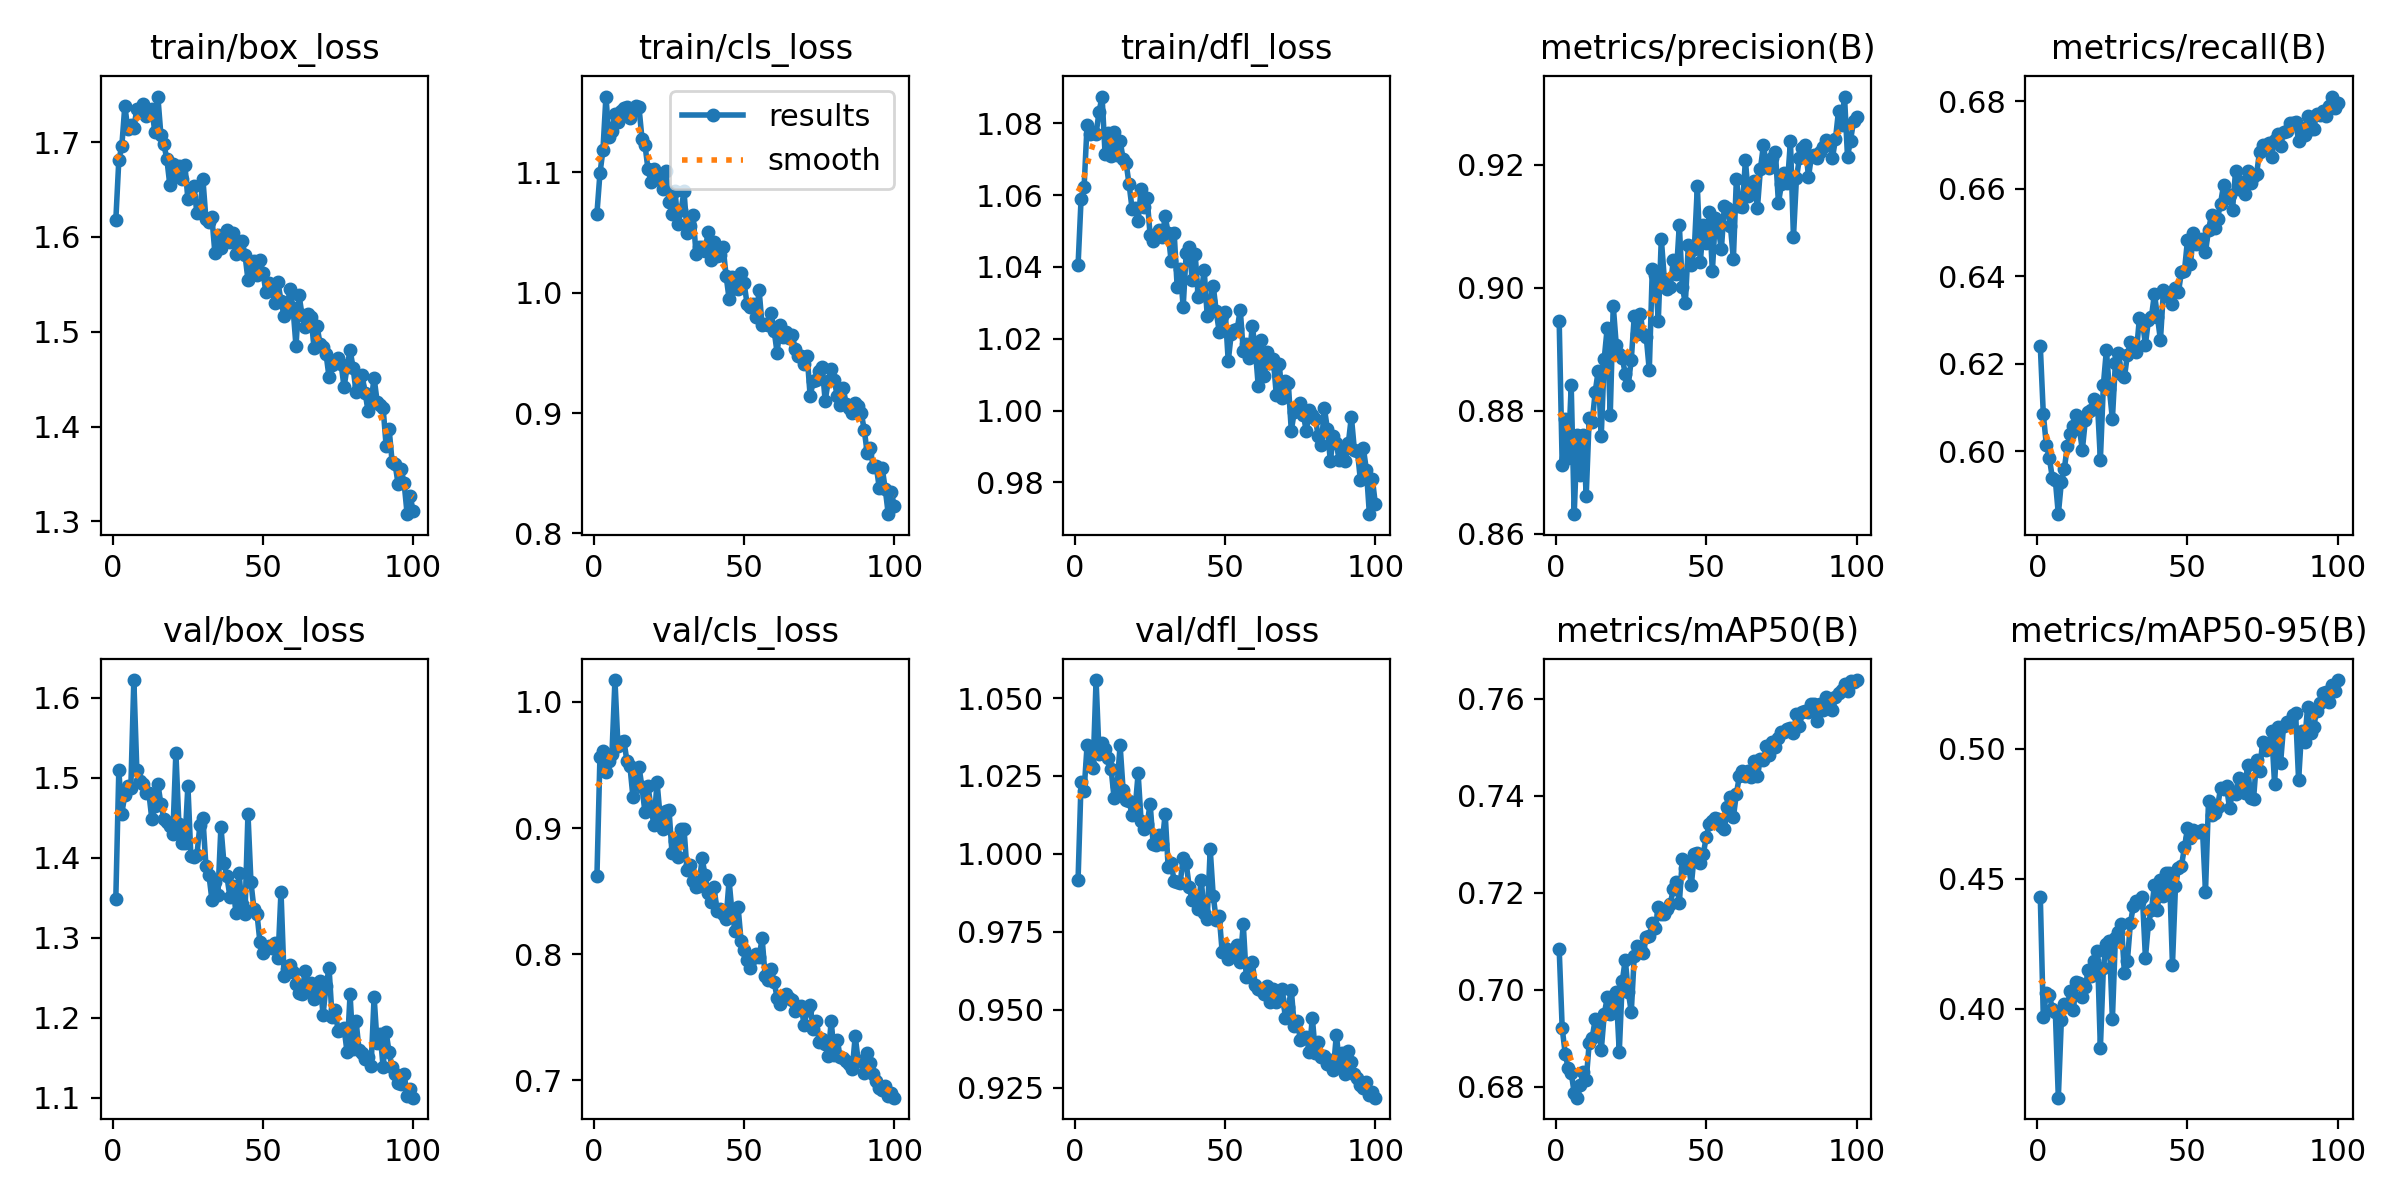 train/box_loss
1.7
1.6
1.5
1.4
1.3
0 50 100
train/cls_loss
results
smooth
1.1
1.0
0.9
0.8
0 50 100
train/dfl_loss
1.08
1.06
1.04
1.02
1.00
0.98
0 50 100
metrics/precision(B)
0.92
0.90
0.88
0.86
0 50 100
metrics/recall(B)
0.68
0.66
0.64
0.62
0.60
0 50 100
val/box_loss
1.6
1.5
1.4
1.3
1.2
1.1
0 50 100
val/cls_loss
1.0
0.9
0.8
0.7
0 50 100
val/dfl_loss
1.050
1.025
1.000
0.975
0.950
0.925
0 50 100
metrics/mAP50(B)
0.76
0.74
0.72
0.70
0.68
0 50 100
metrics/mAP50-95(B)
0.50
0.45
0.40
0 50 100